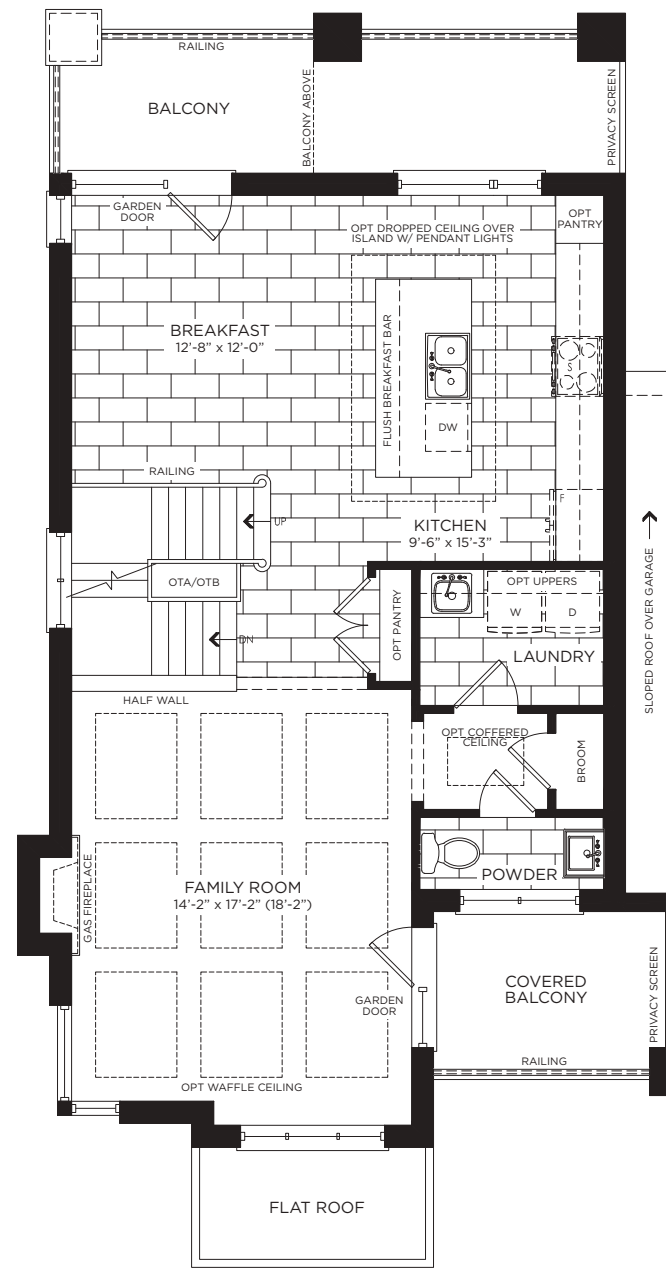 RAILING
BALCONY
BALCONY ABOVE
PRIVACY SCREEN
GARDEN
DOOR
OPT DROPPED CEILING OVER
ISLAND W/ PENDANT LIGHTS
OPT
PANTRY
BREAKFAST
12'-8" x 12'-0"
FLUSH BREAKFAST BAR
S
DW
RAILING
UP
F
KITCHEN
9'-6" x 15'-3"
SLOPED ROOF OVER GARAGE
OTA/OTB
OPT PANTRY
OPT UPPERS
W
D
DN
LAUNDRY
HALF WALL
OPT COFFERED
CEILING
BROOM
GAS FIREPLACE
FAMILY ROOM
14'-2" x 17'-2" (18'-2")
POWDER
GARDEN
DOOR
COVERED
BALCONY
PRIVACY SCREEN
RAILING
OPT WAFFLE CEILING
FLAT ROOF